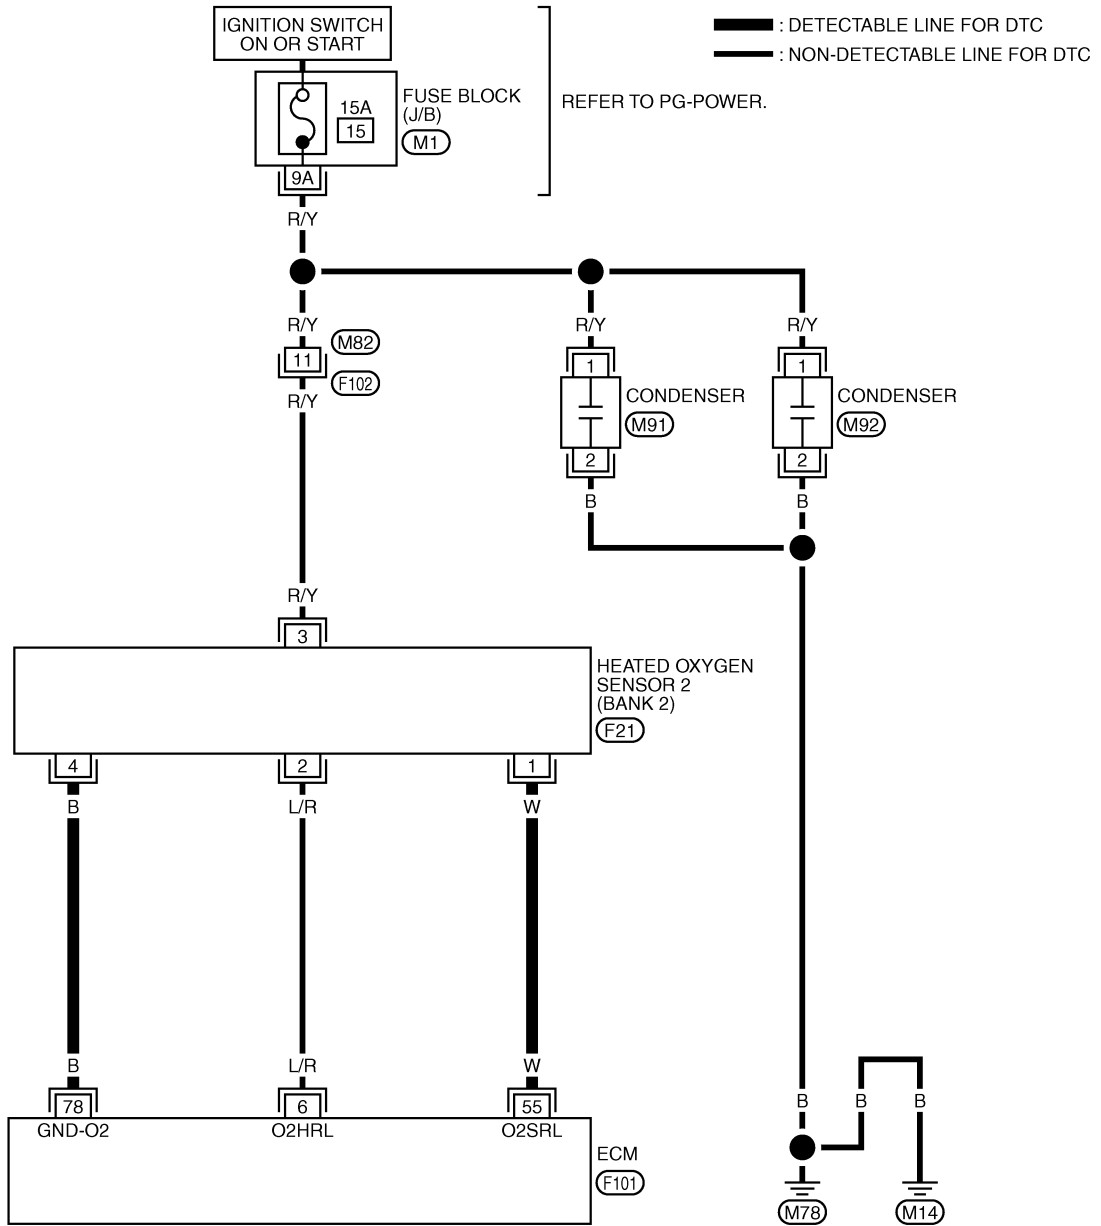 IGNITION SWITCH
ON OR START
: DETECTABLE LINE FOR DTC
: NON-DETECTABLE LINE FOR DTC
FUSE BLOCK
(J/B)
M1
15A
15
REFER TO PG-POWER.
9A
R/Y
R/Y
R/Y
R/Y
M82
11
F102
R/Y
1
1
CONDENSER
M91
CONDENSER
M92
2
2
B
B
R/Y
3
HEATED OXYGEN
SENSOR 2
(BANK 2)
F21
4
2
1
B
L/R
W
B
L/R
W
B
B
B
78
6
55
GND-O2
O2HRL
O2SRL
ECM
F101
M78
M14